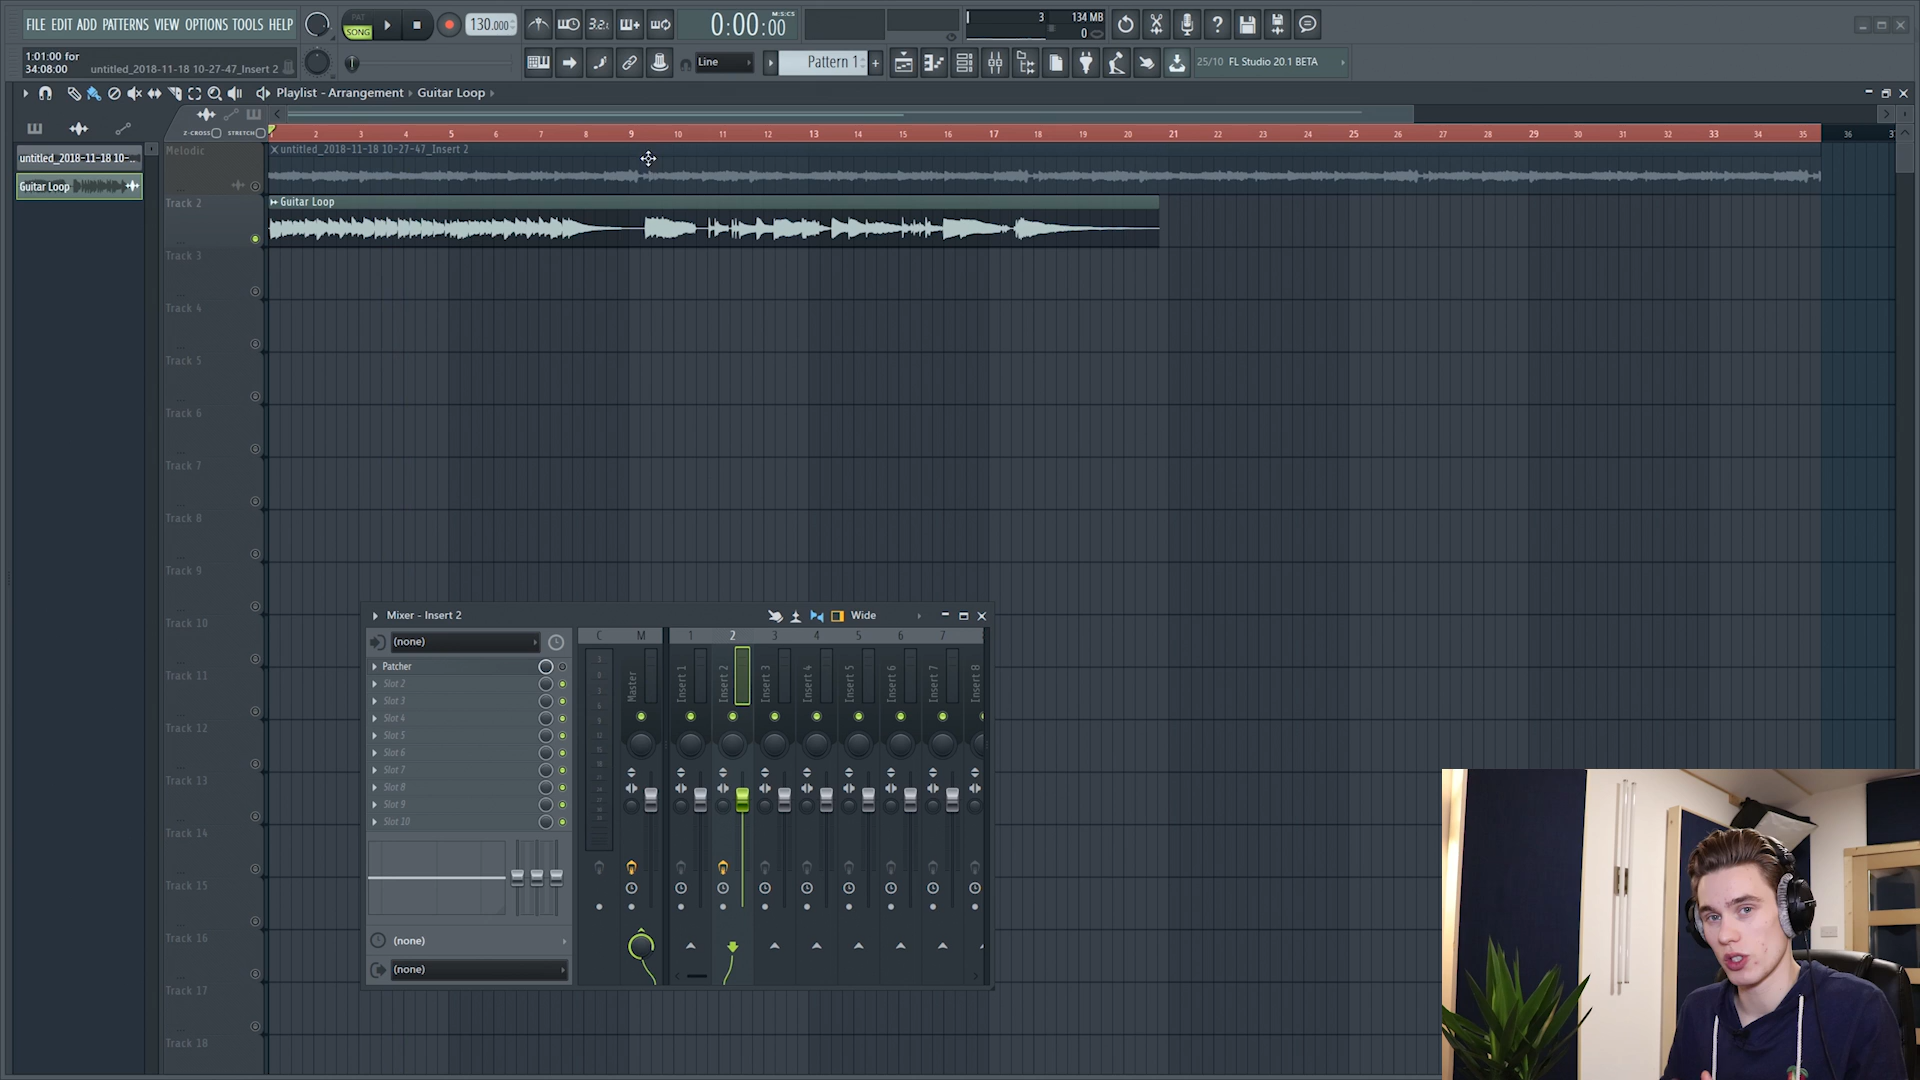 FILE EDIT ADD PATTERNS VIEW OPTIONS TOOLS HELP
PAT
SONG
130.000
3.2:
0:00:00
M:S:CS
3
134 MB
0
1:01:00 for
34:08:00
untitled_2018-11-18 10-27-47_Insert 2
Line
Pattern 1
+
25/10 FL Studio 20.1 BETA
Playlist - Arrangement › Guitar Loop
Z-CROSS
STRETCH
2 3 4 5 6 7 8 9 10 11 12 13 14 15 16 17 18 19 20 21 22 23 24 25 26 27 28 29 30 31 32 33 34 35 36
untitled_2018-11-18 10-...
Guitar Loop
Melodic
untitled_2018-11-18 10-27-47_Insert 2
Track 2
Guitar Loop
Track 3
Track 4
Track 5
Track 6
Track 7
Track 8
Track 9
Track 10
Track 11
Track 12
Track 13
Track 14
Track 15
Track 16
Track 17
Track 18
Mixer - Insert 2
Wide
(none)
C M 1 2 3 4 5 6 7
Patcher
Slot 2
Slot 3
Slot 4
Slot 5
Slot 6
Slot 7
Slot 8
Slot 9
Slot 10
Master
Insert 1
Insert 2
Insert 3
Insert 4
Insert 5
Insert 6
Insert 7
Insert 8
(none)
(none)